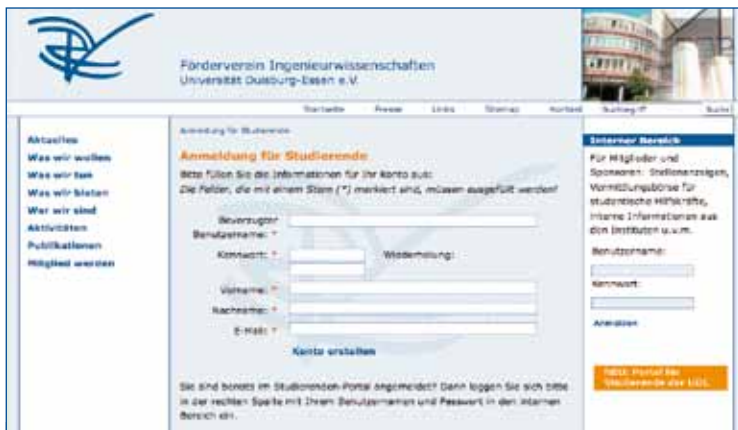 Förderverein Ingenieurwissenschaften
Universität Duisburg-Essen e.V.
Startseite Presse Links Sitemap Kontakt Suchbegriff Suche
Anmeldung für Studierende
Aktuelles
Was wir wollen
Was wir tun
Was wir bieten
Wer wir sind
Aktivitäten
Publikationen
Mitglied werden
Anmeldung für Studierende
Bitte füllen Sie die Informationen für Ihr Konto aus:
Die Felder, die mit einem Stern (*) markiert sind, müssen ausgefüllt werden!
Bevorzugter
Benutzername: *
Kennwort: * Wiederholung:
Vorname: *
Nachname: *
E-Mail: *
Konto erstellen
Sie sind bereits im Studierenden-Portal angemeldet? Dann loggen Sie sich bitte
in der rechten Spalte mit Ihrem Benutzernamen und Passwort in den internen
Bereich ein.
Interner Bereich
Für Mitglieder und
Sponsoren: Stellenanzeigen,
Vermittlungsbörse für
studentische Hilfskräfte,
interne Informationen aus
den Instituten u.v.m.
Benutzername:
Kennwort:
Anmelden
NEU: Portal für
Studierende der UDE